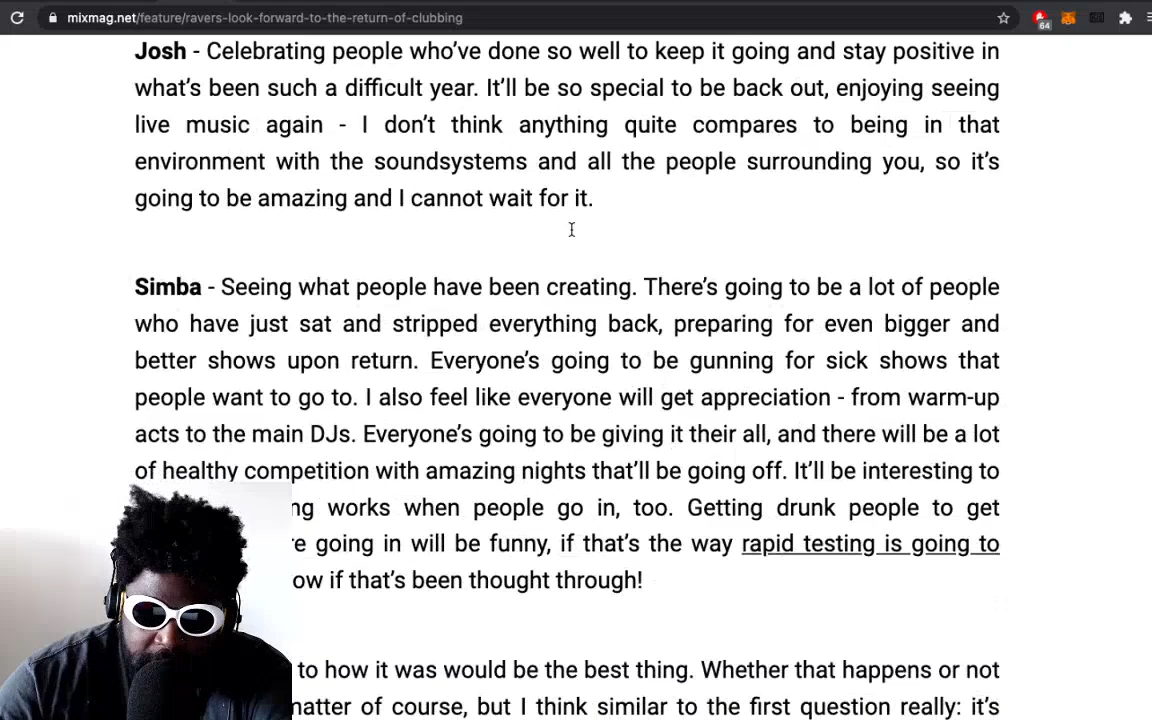 mixmag.net/feature/ravers-look-forward-to-the-return-of-clubbing
64
Josh - Celebrating people who’ve done so well to keep it going and stay positive in
what’s been such a difficult year. It’ll be so special to be back out, enjoying seeing
live music again - I don’t think anything quite compares to being in that
environment with the soundsystems and all the people surrounding you, so it’s
going to be amazing and I cannot wait for it.
Simba - Seeing what people have been creating. There’s going to be a lot of people
who have just sat and stripped everything back, preparing for even bigger and
better shows upon return. Everyone’s going to be gunning for sick shows that
people want to go to. I also feel like everyone will get appreciation - from warm-up
acts to the main DJs. Everyone’s going to be giving it their all, and there will be a lot
of healthy competition with amazing nights that’ll be going off. It’ll be interesting to
works when people go in, too. Getting drunk people to get
going in will be funny, if that’s the way rapid testing is going to
if that’s been thought through!
to how it was would be the best thing. Whether that happens or not
of course, but I think similar to the first question really: it’s